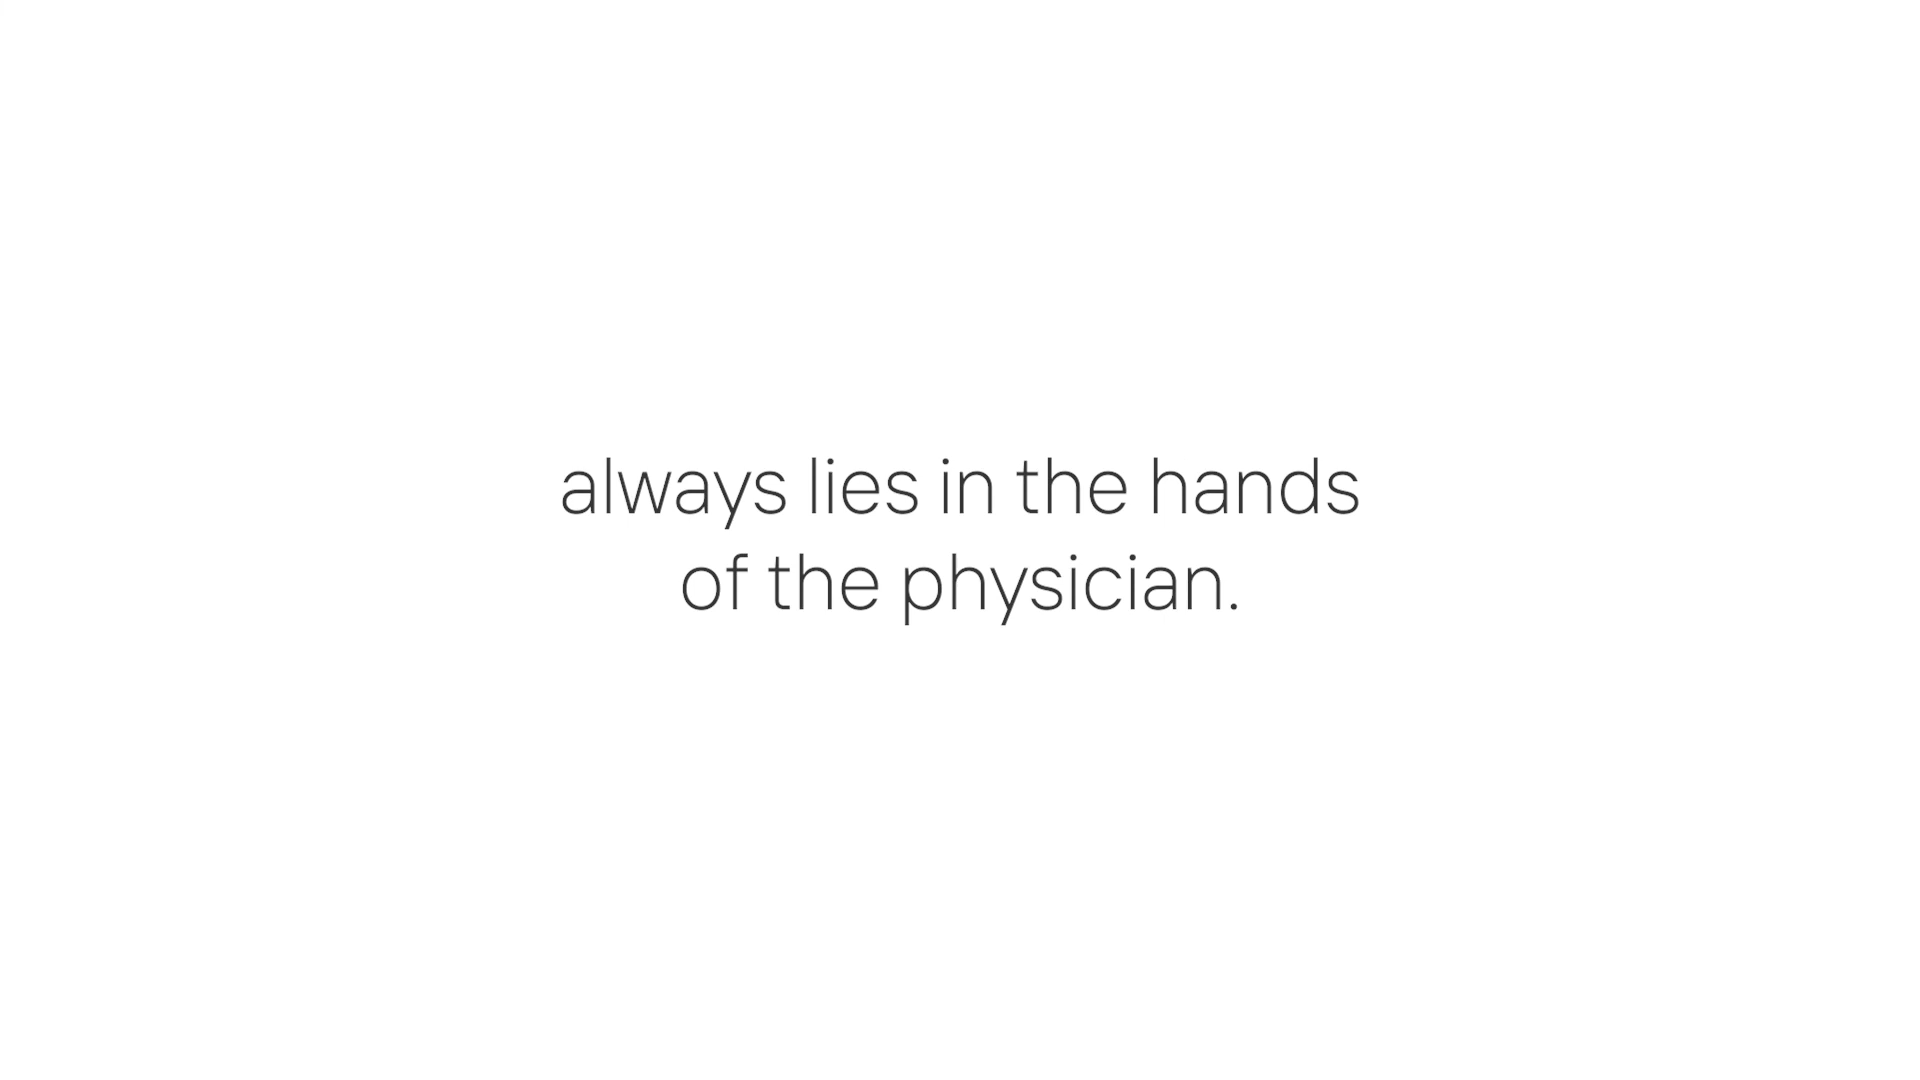 always lies in the hands
of the physician.